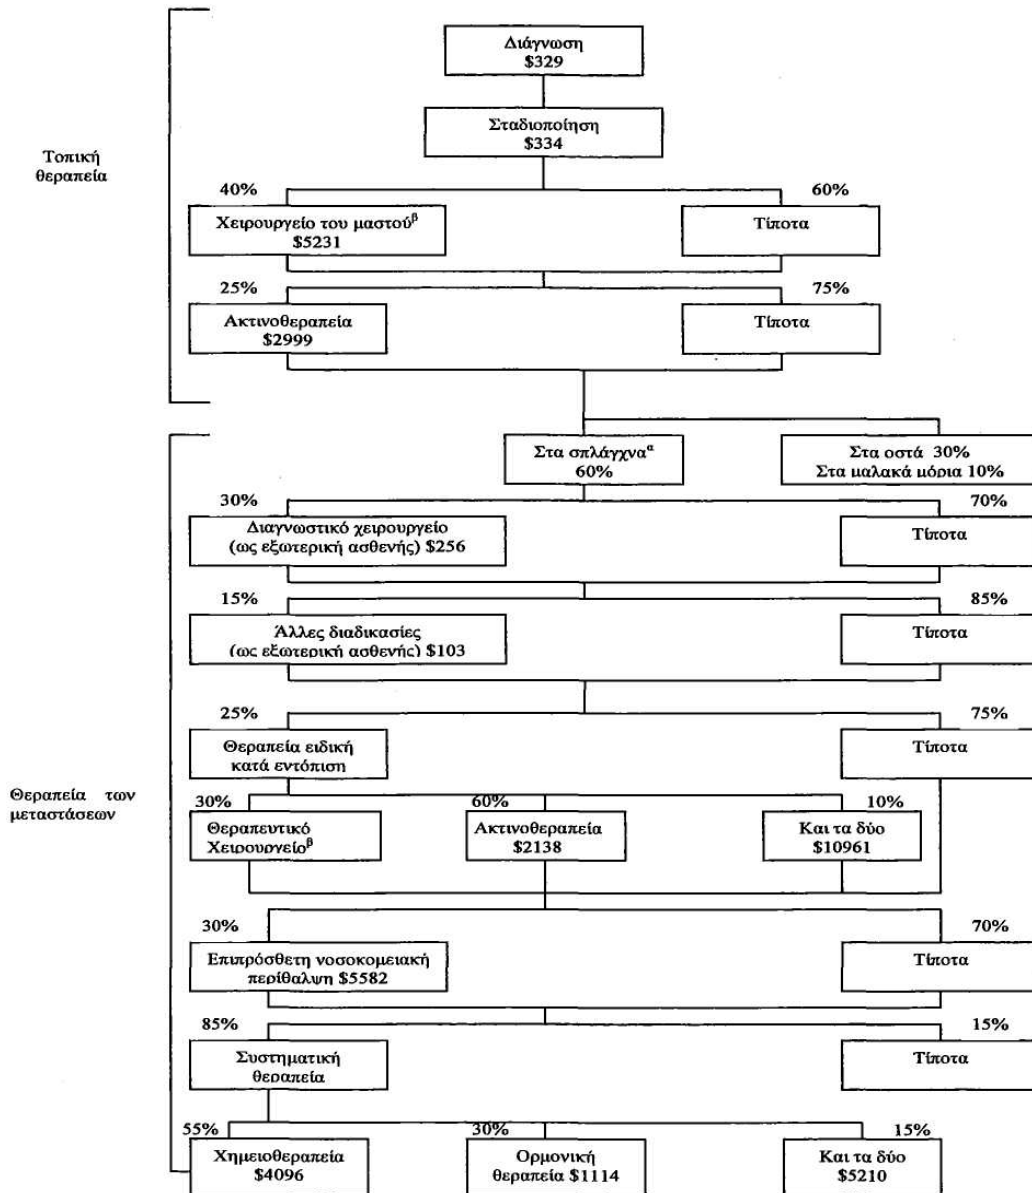 Διάγνωση
$329
Σταδιοποίηση
$334
Τοπική
θεραπεία
40%
60%
Χειρουργείο του μαστούβ
$5231
Τίποτα
25%
75%
Ακτινοθεραπεία
$2999
Τίποτα
Στα σπλάγχναα
60%
Στα οστά 30%
Στα μαλακά μόρια 10%
30%
70%
Διαγνωστικό χειρουργείο
(ως εξωτερική ασθενής) $256
Τίποτα
15%
85%
Άλλες διαδικασίες
(ως εξωτερική ασθενής) $103
Τίποτα
25%
75%
Θεραπεία ειδική
κατά εντόπιση
Τίποτα
Θεραπεία των
μεταστάσεων
30%
60%
10%
Θεραπευτικό
Χειρουργείοβ
Ακτινοθεραπεία
$2138
Και τα δύο
$10961
30%
70%
Επιπρόσθετη νοσοκομειακή
περίθαλψη $5582
Τίποτα
85%
15%
Συστηματική
θεραπεία
Τίποτα
55%
30%
15%
Χημειοθεραπεία
$4096
Ορμονική
θεραπεία $1114
Και τα δύο
$5210